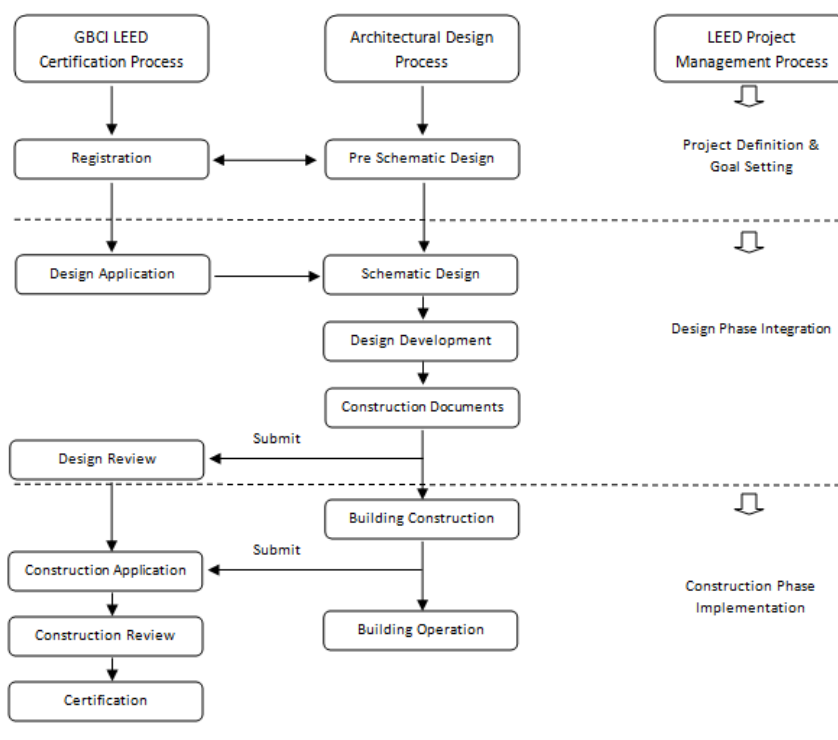 GBCI LEED
Certification Process
Architectural Design
Process
LEED Project
Management Process
Registration
Pre Schematic Design
Project Definition &
Goal Setting
Design Application
Schematic Design
Design Development
Design Phase Integration
Construction Documents
Submit
Design Review
Building Construction
Submit
Construction Application
Construction Phase
Implementation
Construction Review
Building Operation
Certification